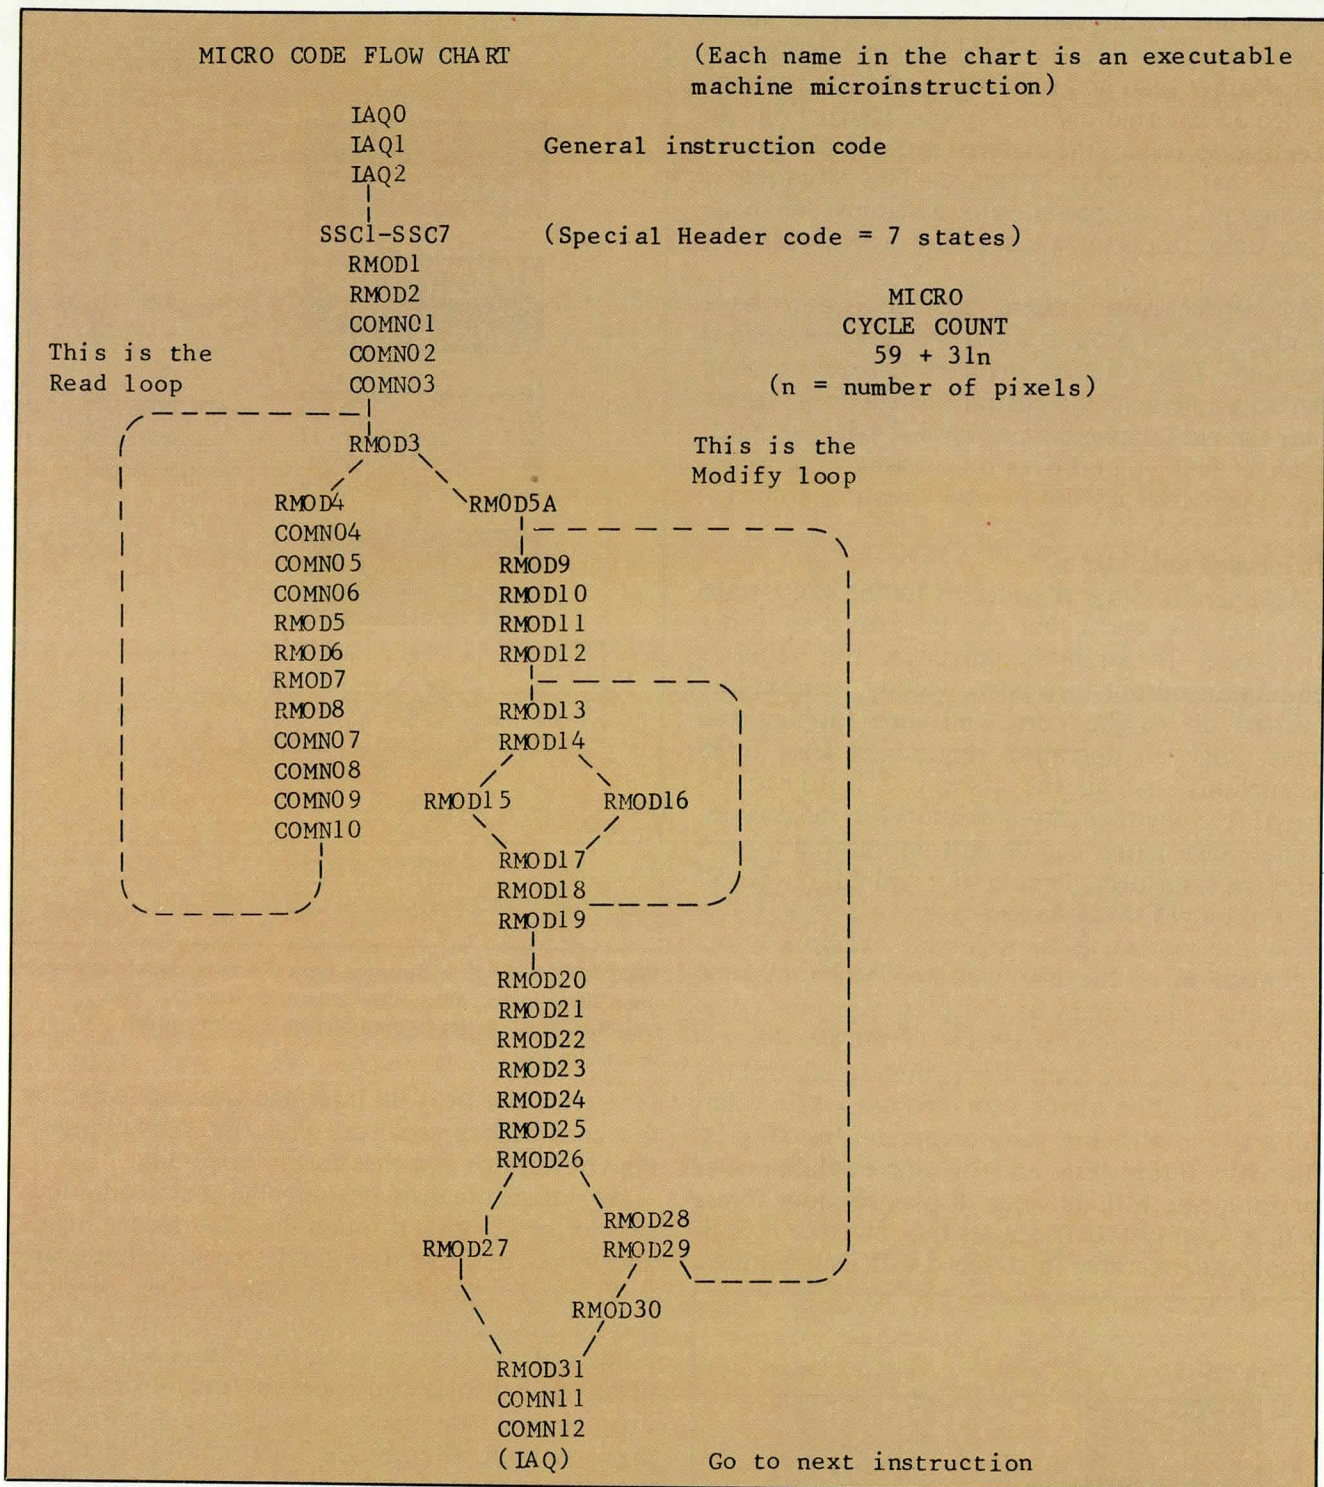 MICRO CODE FLOW CHART
(Each name in the chart is an executable
machine microinstruction)
IAQ0
IAQ1
General instruction code
IAQ2
SSC1-SSC7
(Special Header code = 7 states)
RMOD1
RMOD2
COMN01
COMN02
COMN03
MICRO
CYCLE COUNT
59 + 31n
(n = number of pixels)
This is the
Read loop
RMOD3
This is the
Modify loop
RMOD4
COMN04
COMN05
COMN06
RMOD5
RMOD6
RMOD7
RMOD8
COMN07
COMN08
COMN09
COMN10
RMOD5A
RMOD9
RMOD10
RMOD11
RMOD12
RMOD13
RMOD14
RMOD15
RMOD16
RMOD17
RMOD18
RMOD19
RMOD20
RMOD21
RMOD22
RMOD23
RMOD24
RMOD25
RMOD26
RMOD28
RMOD27
RMOD29
RMOD30
RMOD31
COMN11
COMN12
(IAQ)
Go to next instruction